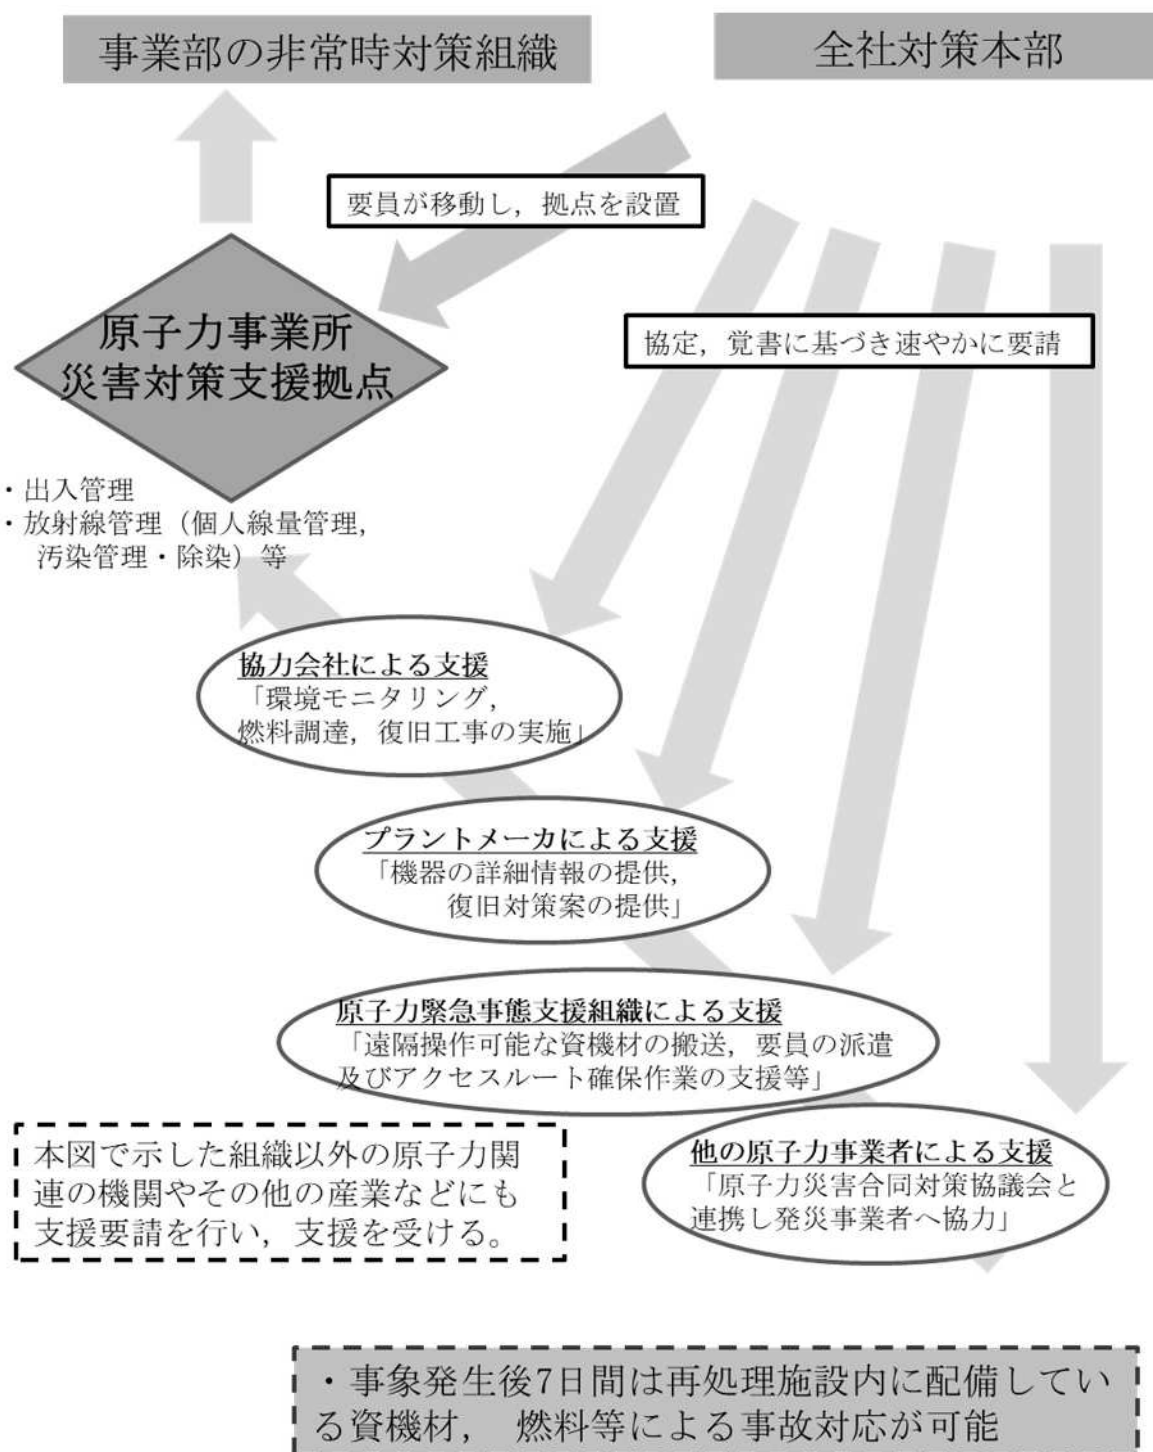 事業部の非常時対策組織
全社対策本部
要員が移動し，拠点を設置
原子力事業所
災害対策支援拠点
協定，覚書に基づき速やかに要請
・出入管理
・放射線管理（個人線量管理，
汚染管理・除染）等
協力会社による支援
「環境モニタリング，
燃料調達，復旧工事の実施」
プラントメーカによる支援
「機器の詳細情報の提供，
復旧対策案の提供」
原子力緊急事態支援組織による支援
「遠隔操作可能な資機材の搬送，要員の派遣
及びアクセスルート確保作業の支援等」
他の原子力事業者による支援
「原子力災害合同対策協議会と
連携し発災事業者へ協力」
本図で示した組織以外の原子力関
連の機関やその他の産業などにも
支援要請を行い，支援を受ける。
・事象発生後7日間は再処理施設内に配備してい
る資機材，　燃料等による事故対応が可能